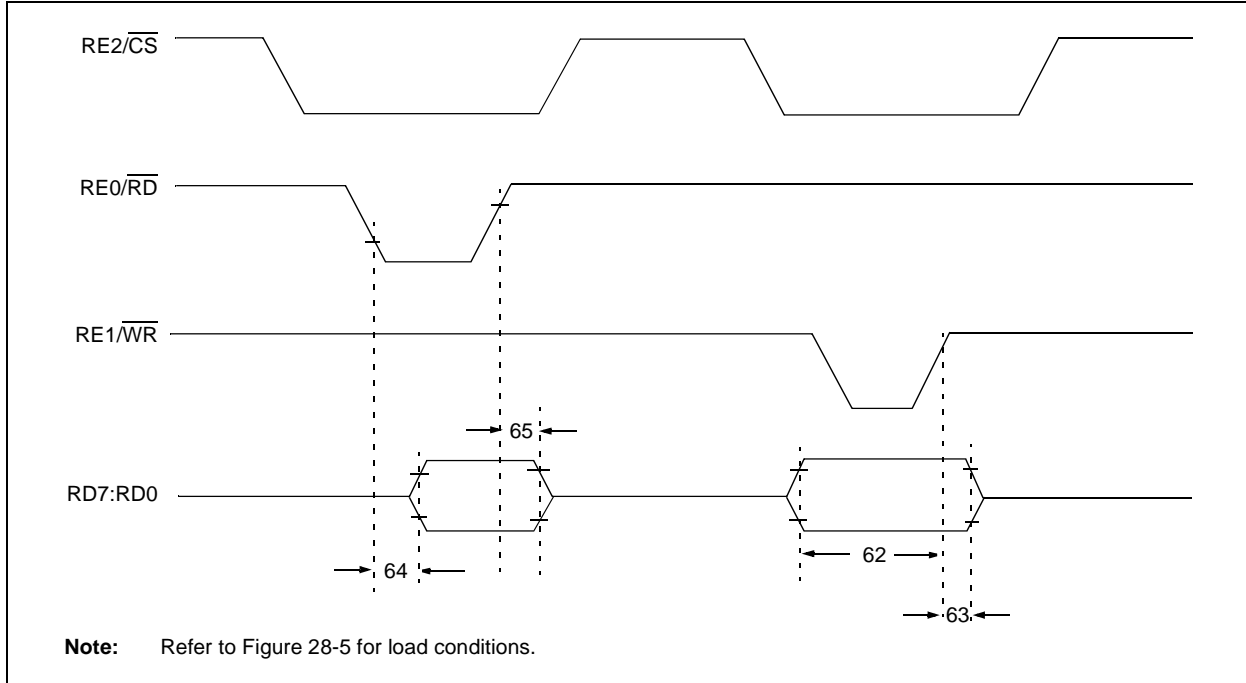 RE2/CS
RE0/RD
RE1/WR
65
RD7:RD0
62
64
63
Note: Refer to Figure 28-5 for load conditions.